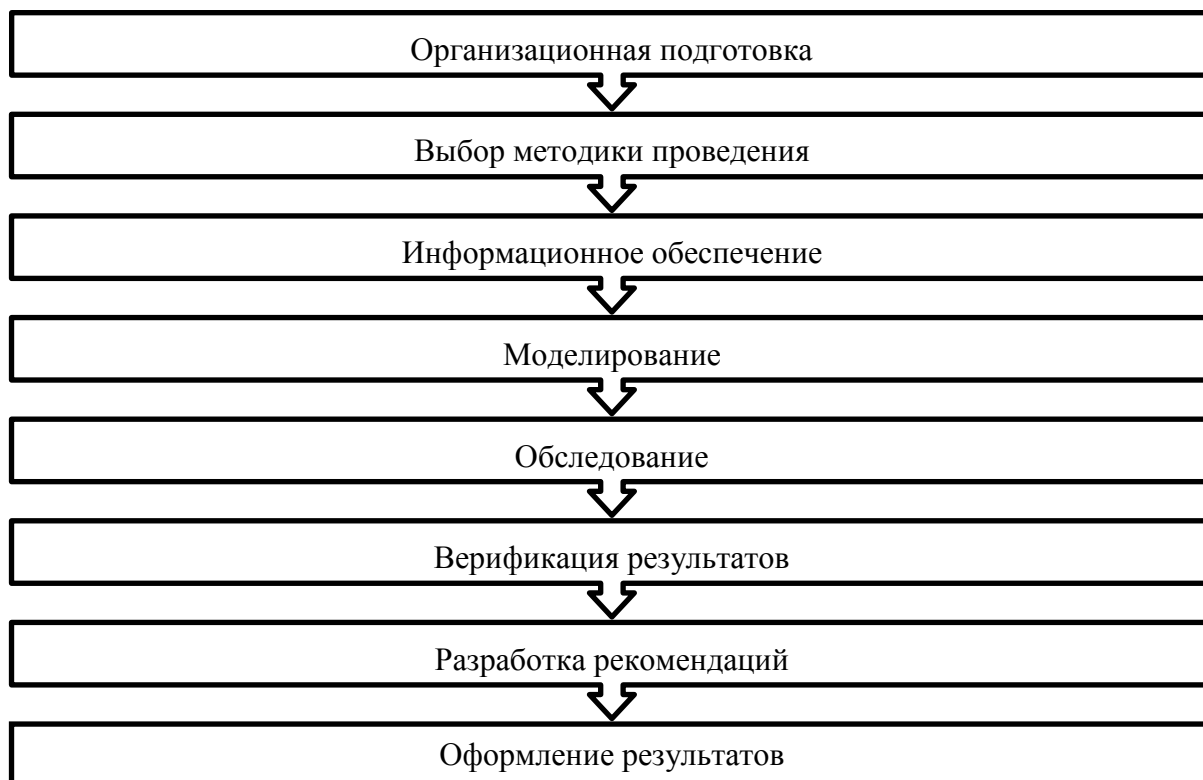 Организационная подготовка
Выбор методики проведения
Информационное обеспечение
Моделирование
Обследование
Верификация результатов
Разработка рекомендаций
Оформление результатов